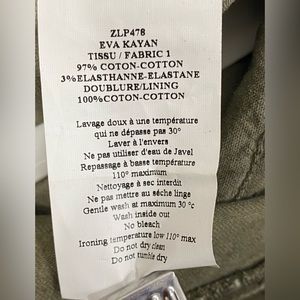 ZLP478
EVA KAYAN
TISSU / FABRIC 1
97% COTON-COTTON
3%ELASTHANNE-ELASTANE
DOUBLURE/LINING
100%COTON-COTTON
Lavage doux à une température
qui ne dépasse pas 30°
Laver à l'envers
Ne pas utiliser d'eau de Javel
Repassage à basse température
110° maximum
Nettoyage à sec interdit
Ne pas mettre au sèche linge
Gentle wash at maximum 30 °c
Wash inside out
No bleach
Ironing temperature low 110° max
Do not dry clean
Do not tumble dry